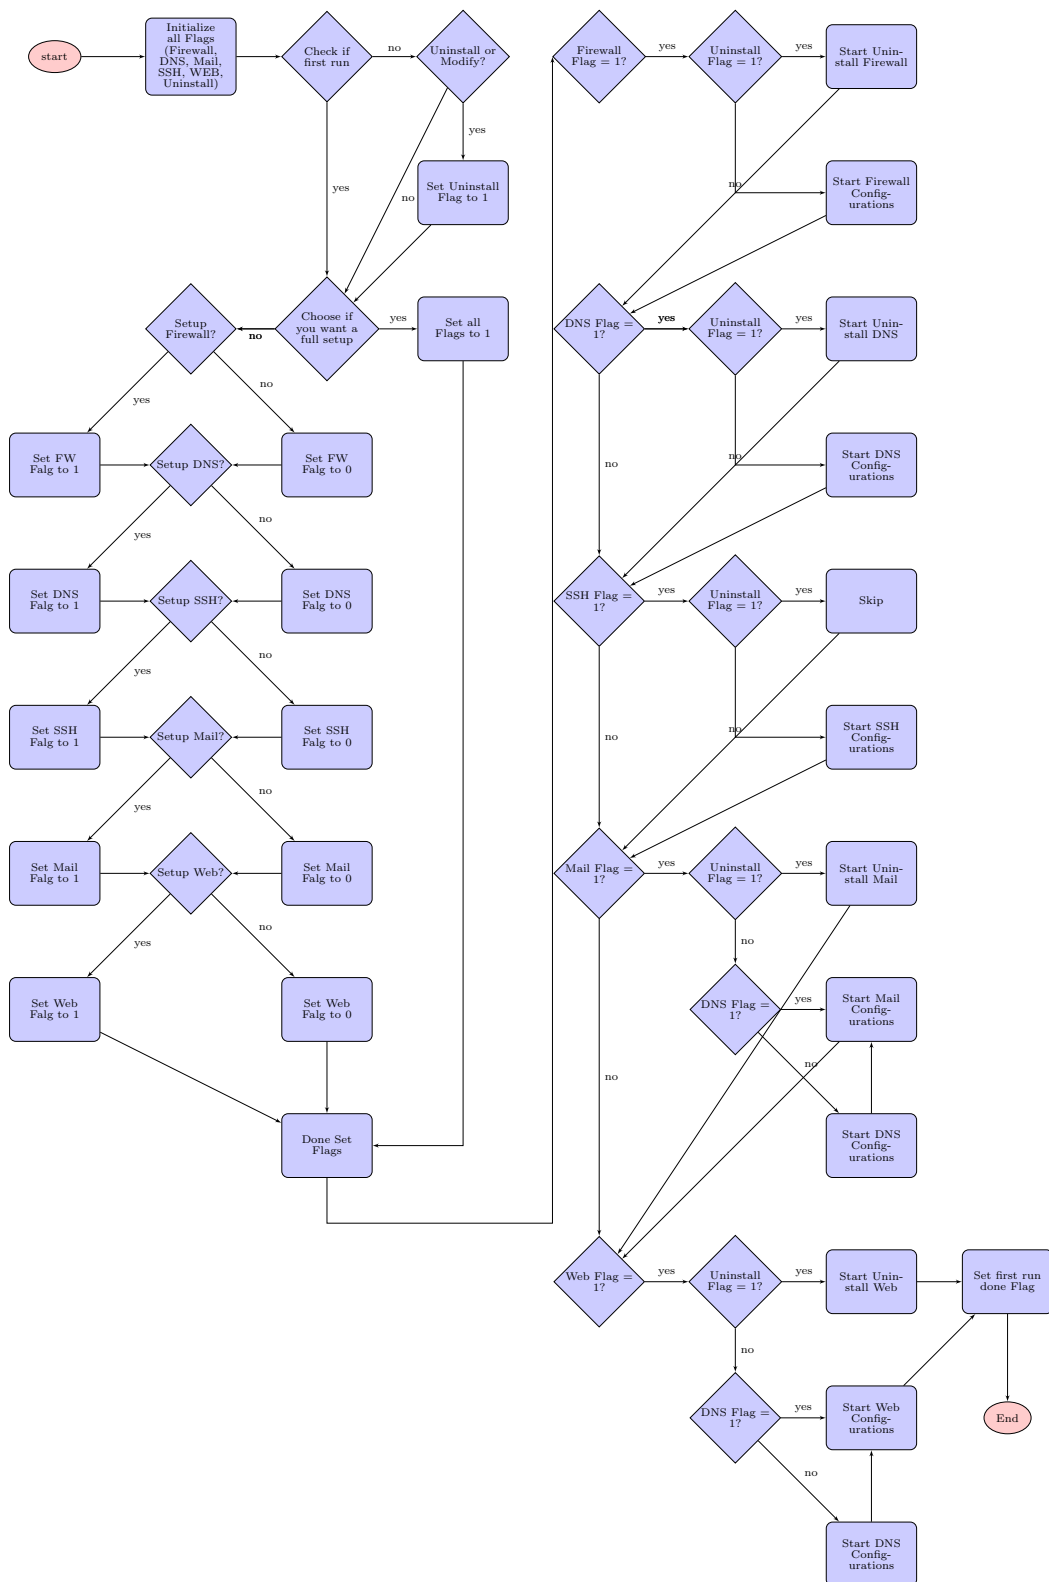 start
Initialize
all Flags
(Firewall,
DNS, Mail,
SSH, WEB,
Uninstall)
Check if
first run
no
Uninstall or
Modify?
yes
Set Uninstall
Flag to 1
no
yes
Choose if
you want a
full setup
yes
Set all
Flags to 1
no
Setup
Firewall?
yes
no
Set FW
Falg to 1
Setup DNS?
Set FW
Falg to 0
yes
no
Set DNS
Falg to 1
Setup SSH?
Set DNS
Falg to 0
yes
no
Set SSH
Falg to 1
Setup Mail?
Set SSH
Falg to 0
yes
no
Set Mail
Falg to 1
Setup Web?
Set Mail
Falg to 0
yes
no
Set Web
Falg to 1
Set Web
Falg to 0
Done Set
Flags
Firewall
Flag = 1?
yes
Uninstall
Flag = 1?
yes
Start Unin-
stall Firewall
no
Start Firewall
Config-
urations
DNS Flag =
1?
yes
Uninstall
Flag = 1?
yes
Start Unin-
stall DNS
no
no
Start DNS
Config-
urations
SSH Flag =
1?
yes
Uninstall
Flag = 1?
yes
Skip
no
no
Start SSH
Config-
urations
Mail Flag =
1?
yes
Uninstall
Flag = 1?
yes
Start Unin-
stall Mail
no
DNS Flag =
1?
yes
Start Mail
Config-
urations
no
no
Start DNS
Config-
urations
Web Flag =
1?
yes
Uninstall
Flag = 1?
yes
Start Unin-
stall Web
Set first run
done Flag
no
DNS Flag =
1?
yes
Start Web
Config-
urations
End
no
Start DNS
Config-
urations